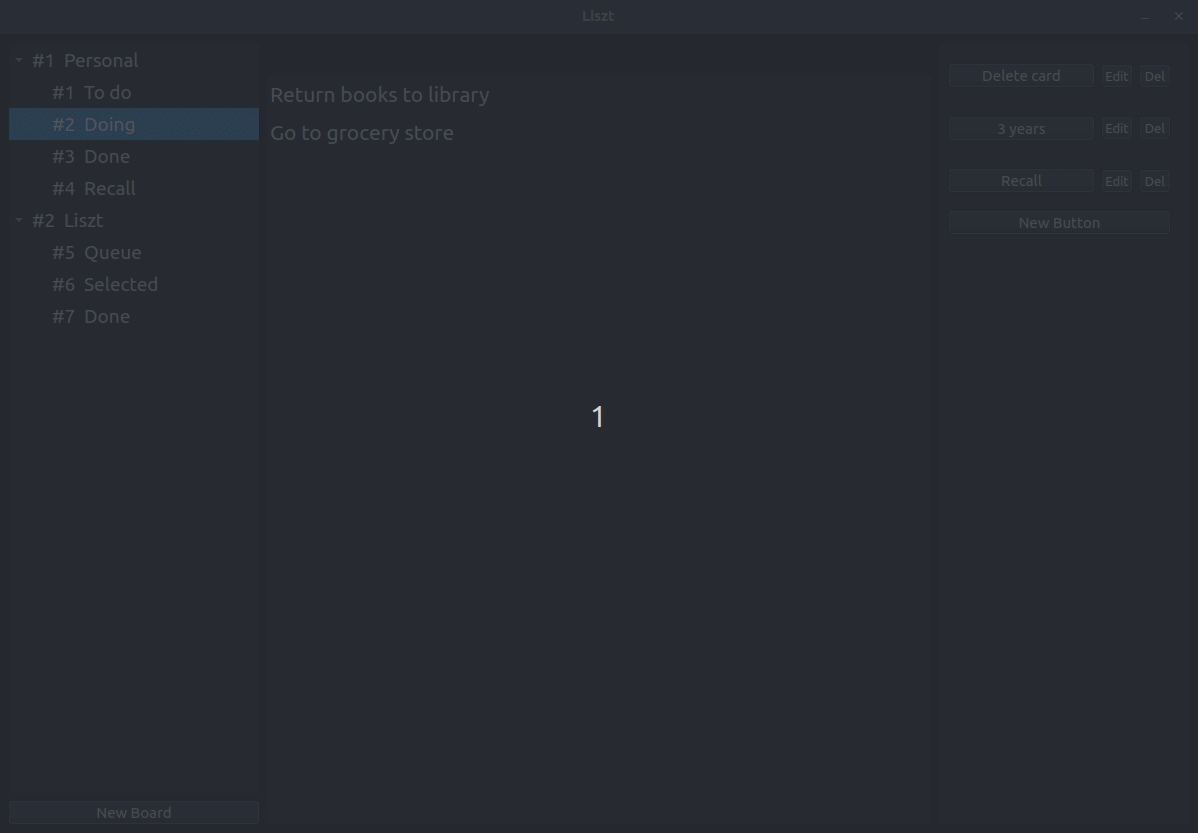 Liszt
#1 Personal
#1 To do
#2 Doing
#3 Done
#4 Recall
#2 Liszt
#5 Queue
#6 Selected
#7 Done
New Board
Return books to library
Go to grocery store
1
Delete card Edit Del
3 years Edit Del
Recall Edit Del
New Button